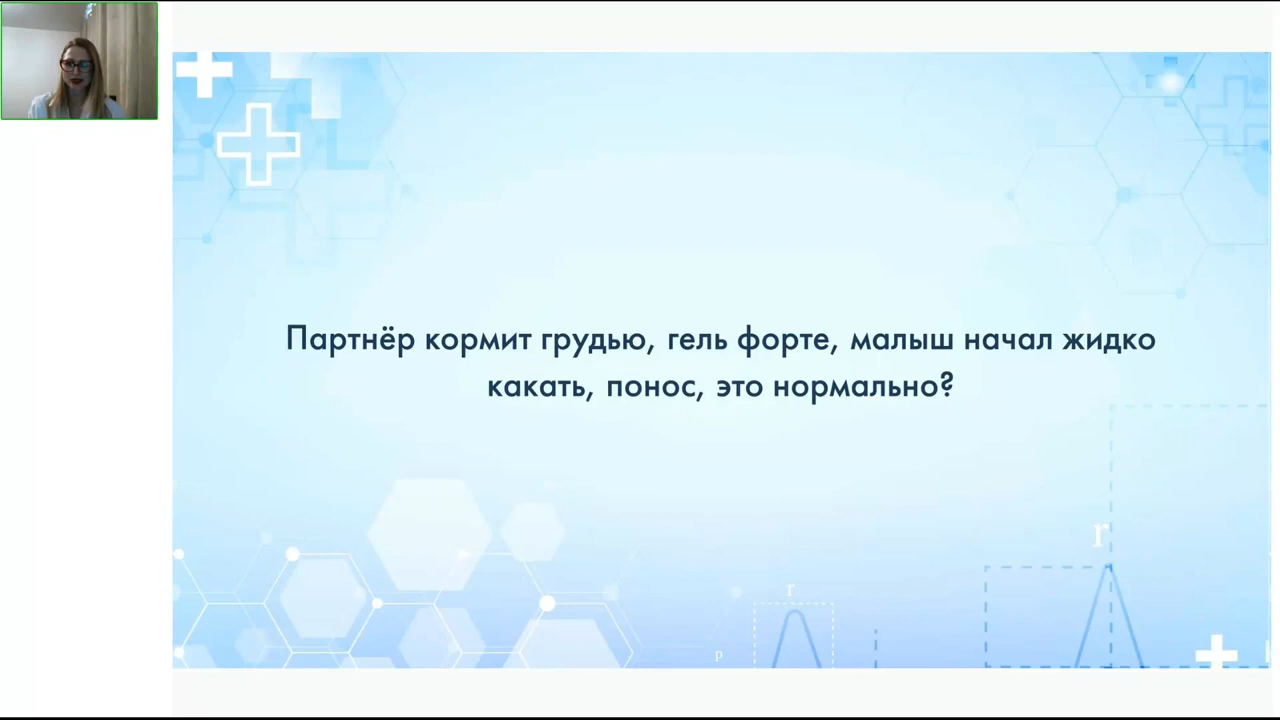 Партнёр кормит грудью, гель форте, малыш начал жидко
какать, понос, это нормально?
r
r
p